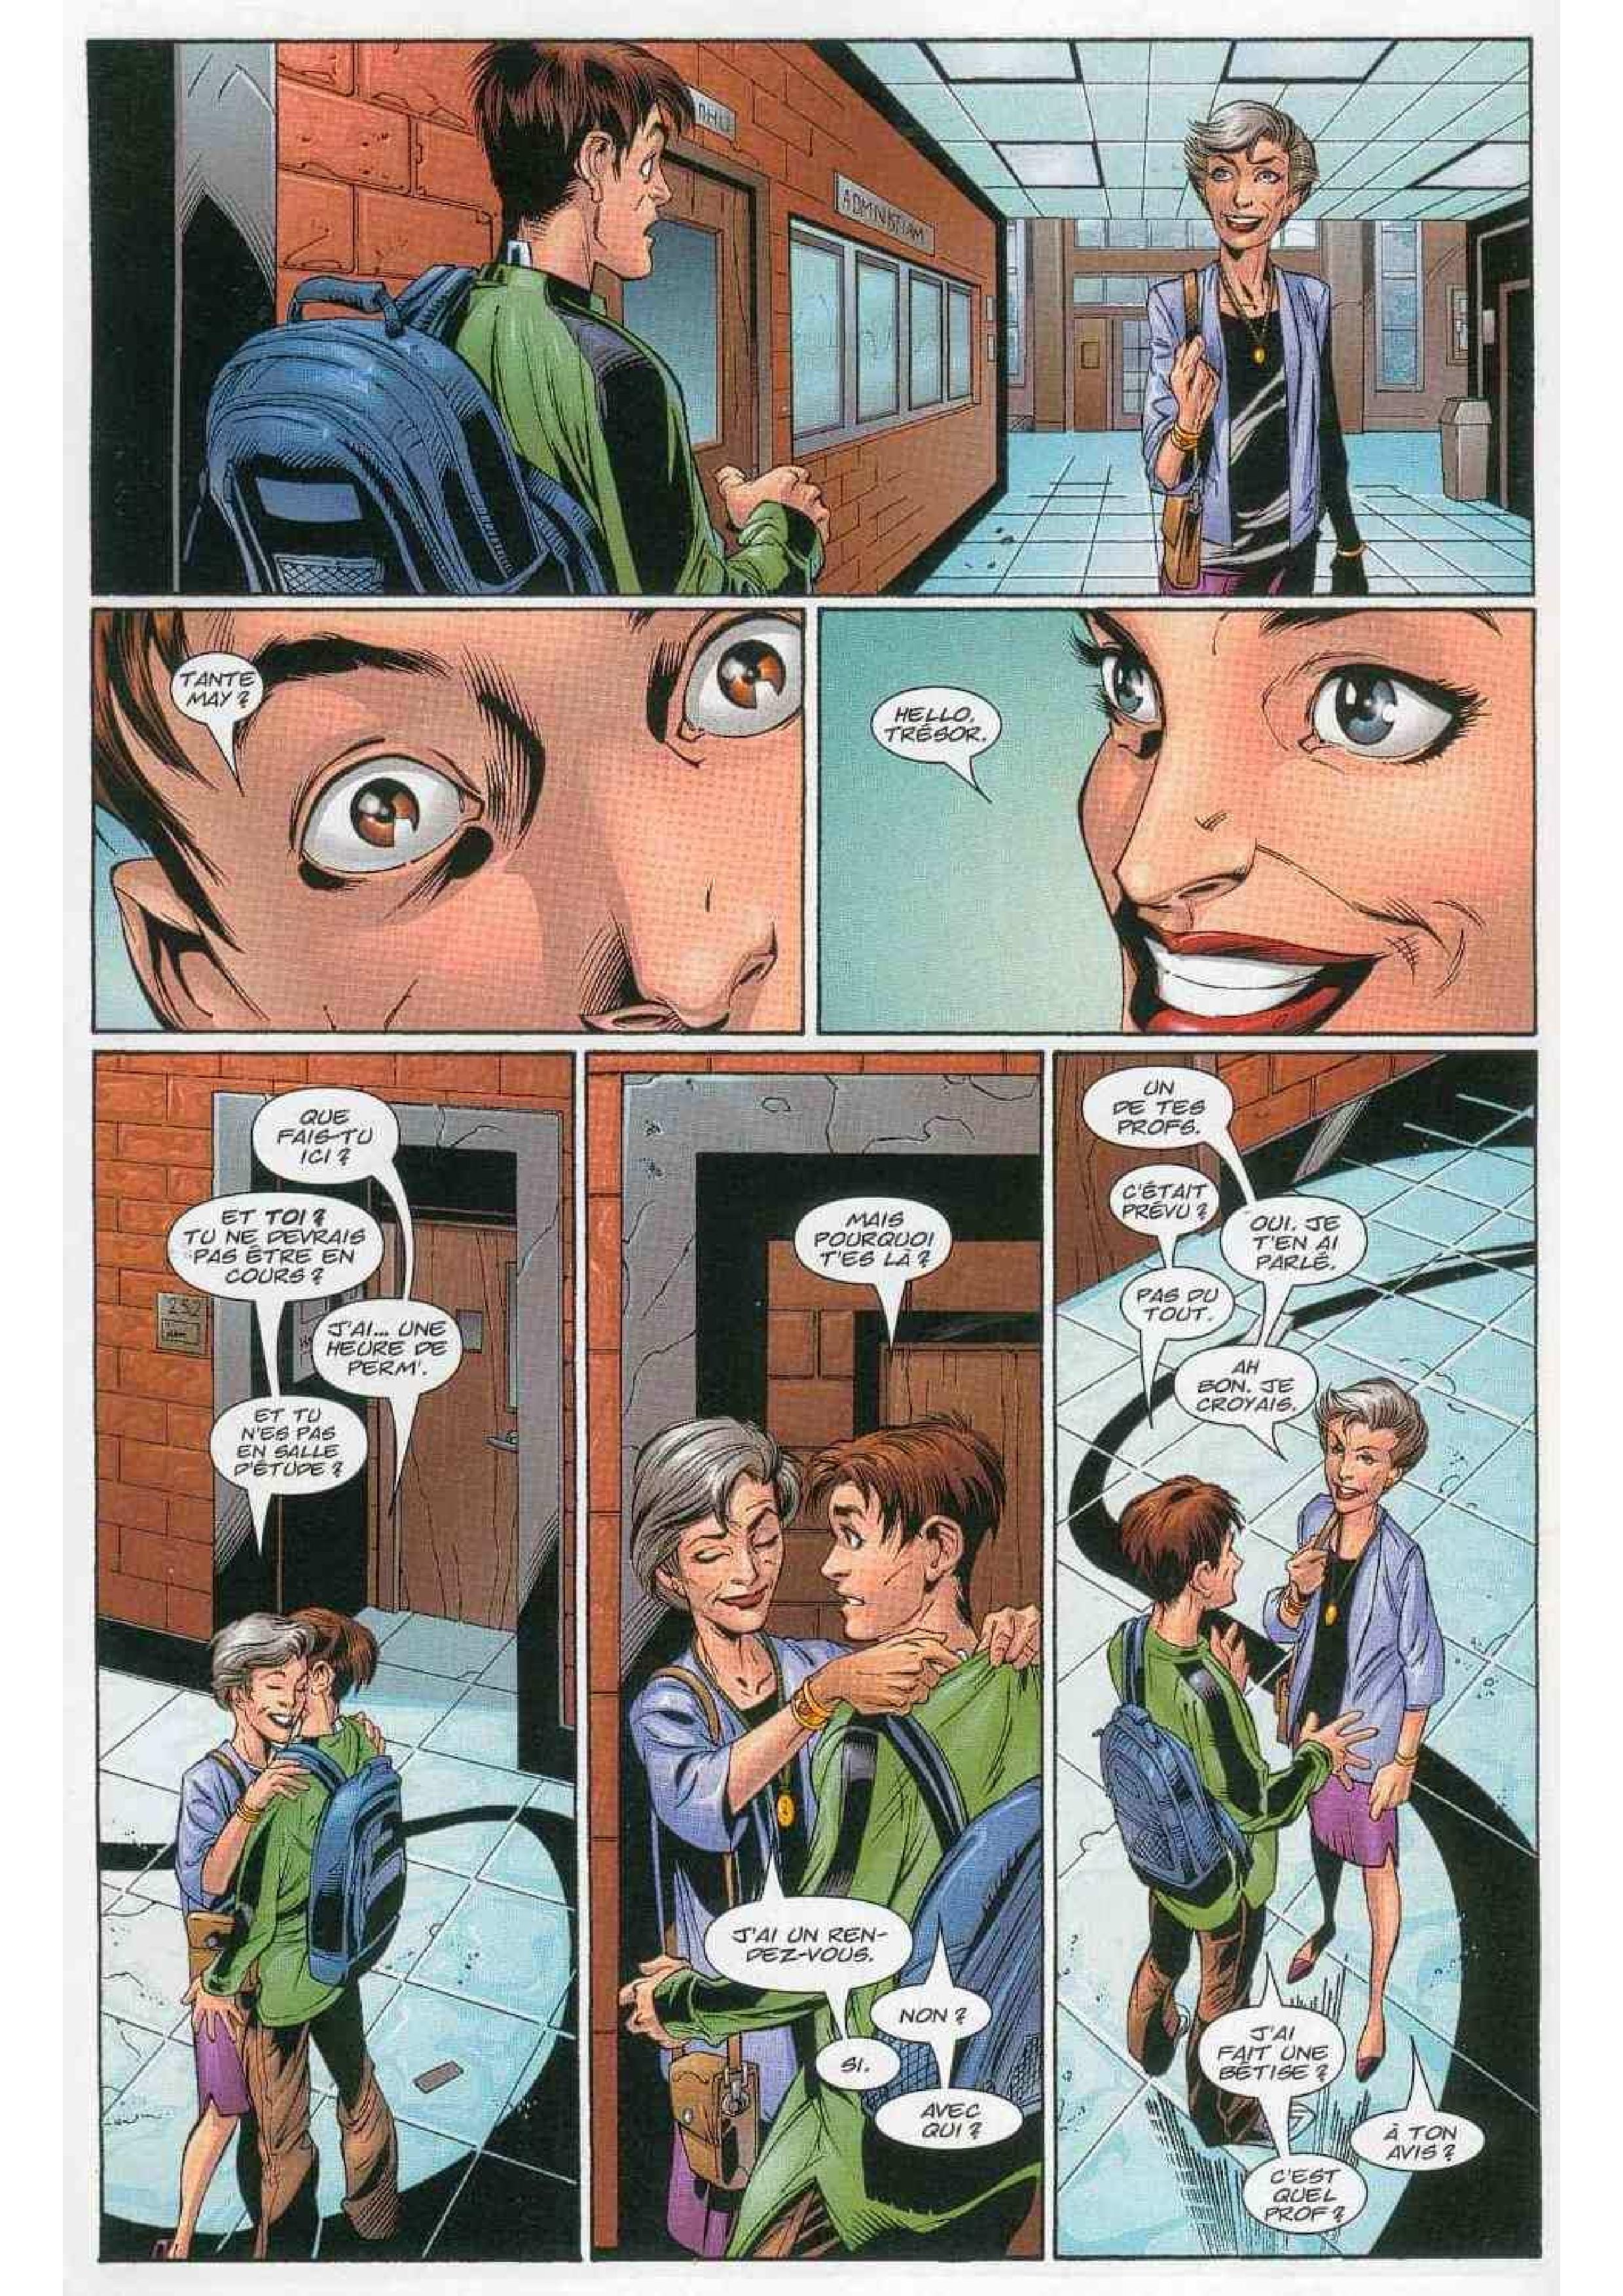 ADMINISTRAM
TANTE
MAY ?
HELLO,
TRÉSOR.
QUE
FAIS-TU
ICI ?
ET TOI ?
TU NE DEVRAIS
PAS ÊTRE EN
COURS ?
J'AI... UNE
HEURE DE
PERM'.
ET TU
N'ES PAS
EN SALLE
D'ÉTUDE ?
252
MAIS
POURQUOI
T'ES LÀ ?
J'AI UN REN-
DEZ-VOUS.
NON ?
SI.
AVEC
QUI ?
UN
DE TES
PROFS.
C'ÉTAIT
PRÉVU ?
OUI. JE
T'EN AI
PARLÉ.
PAS DU
TOUT.
AH
BON. JE
CROYAIS.
J'AI
FAIT UNE
BÊTISE ?
À TON
AVIS ?
C'EST
QUEL
PROF ?